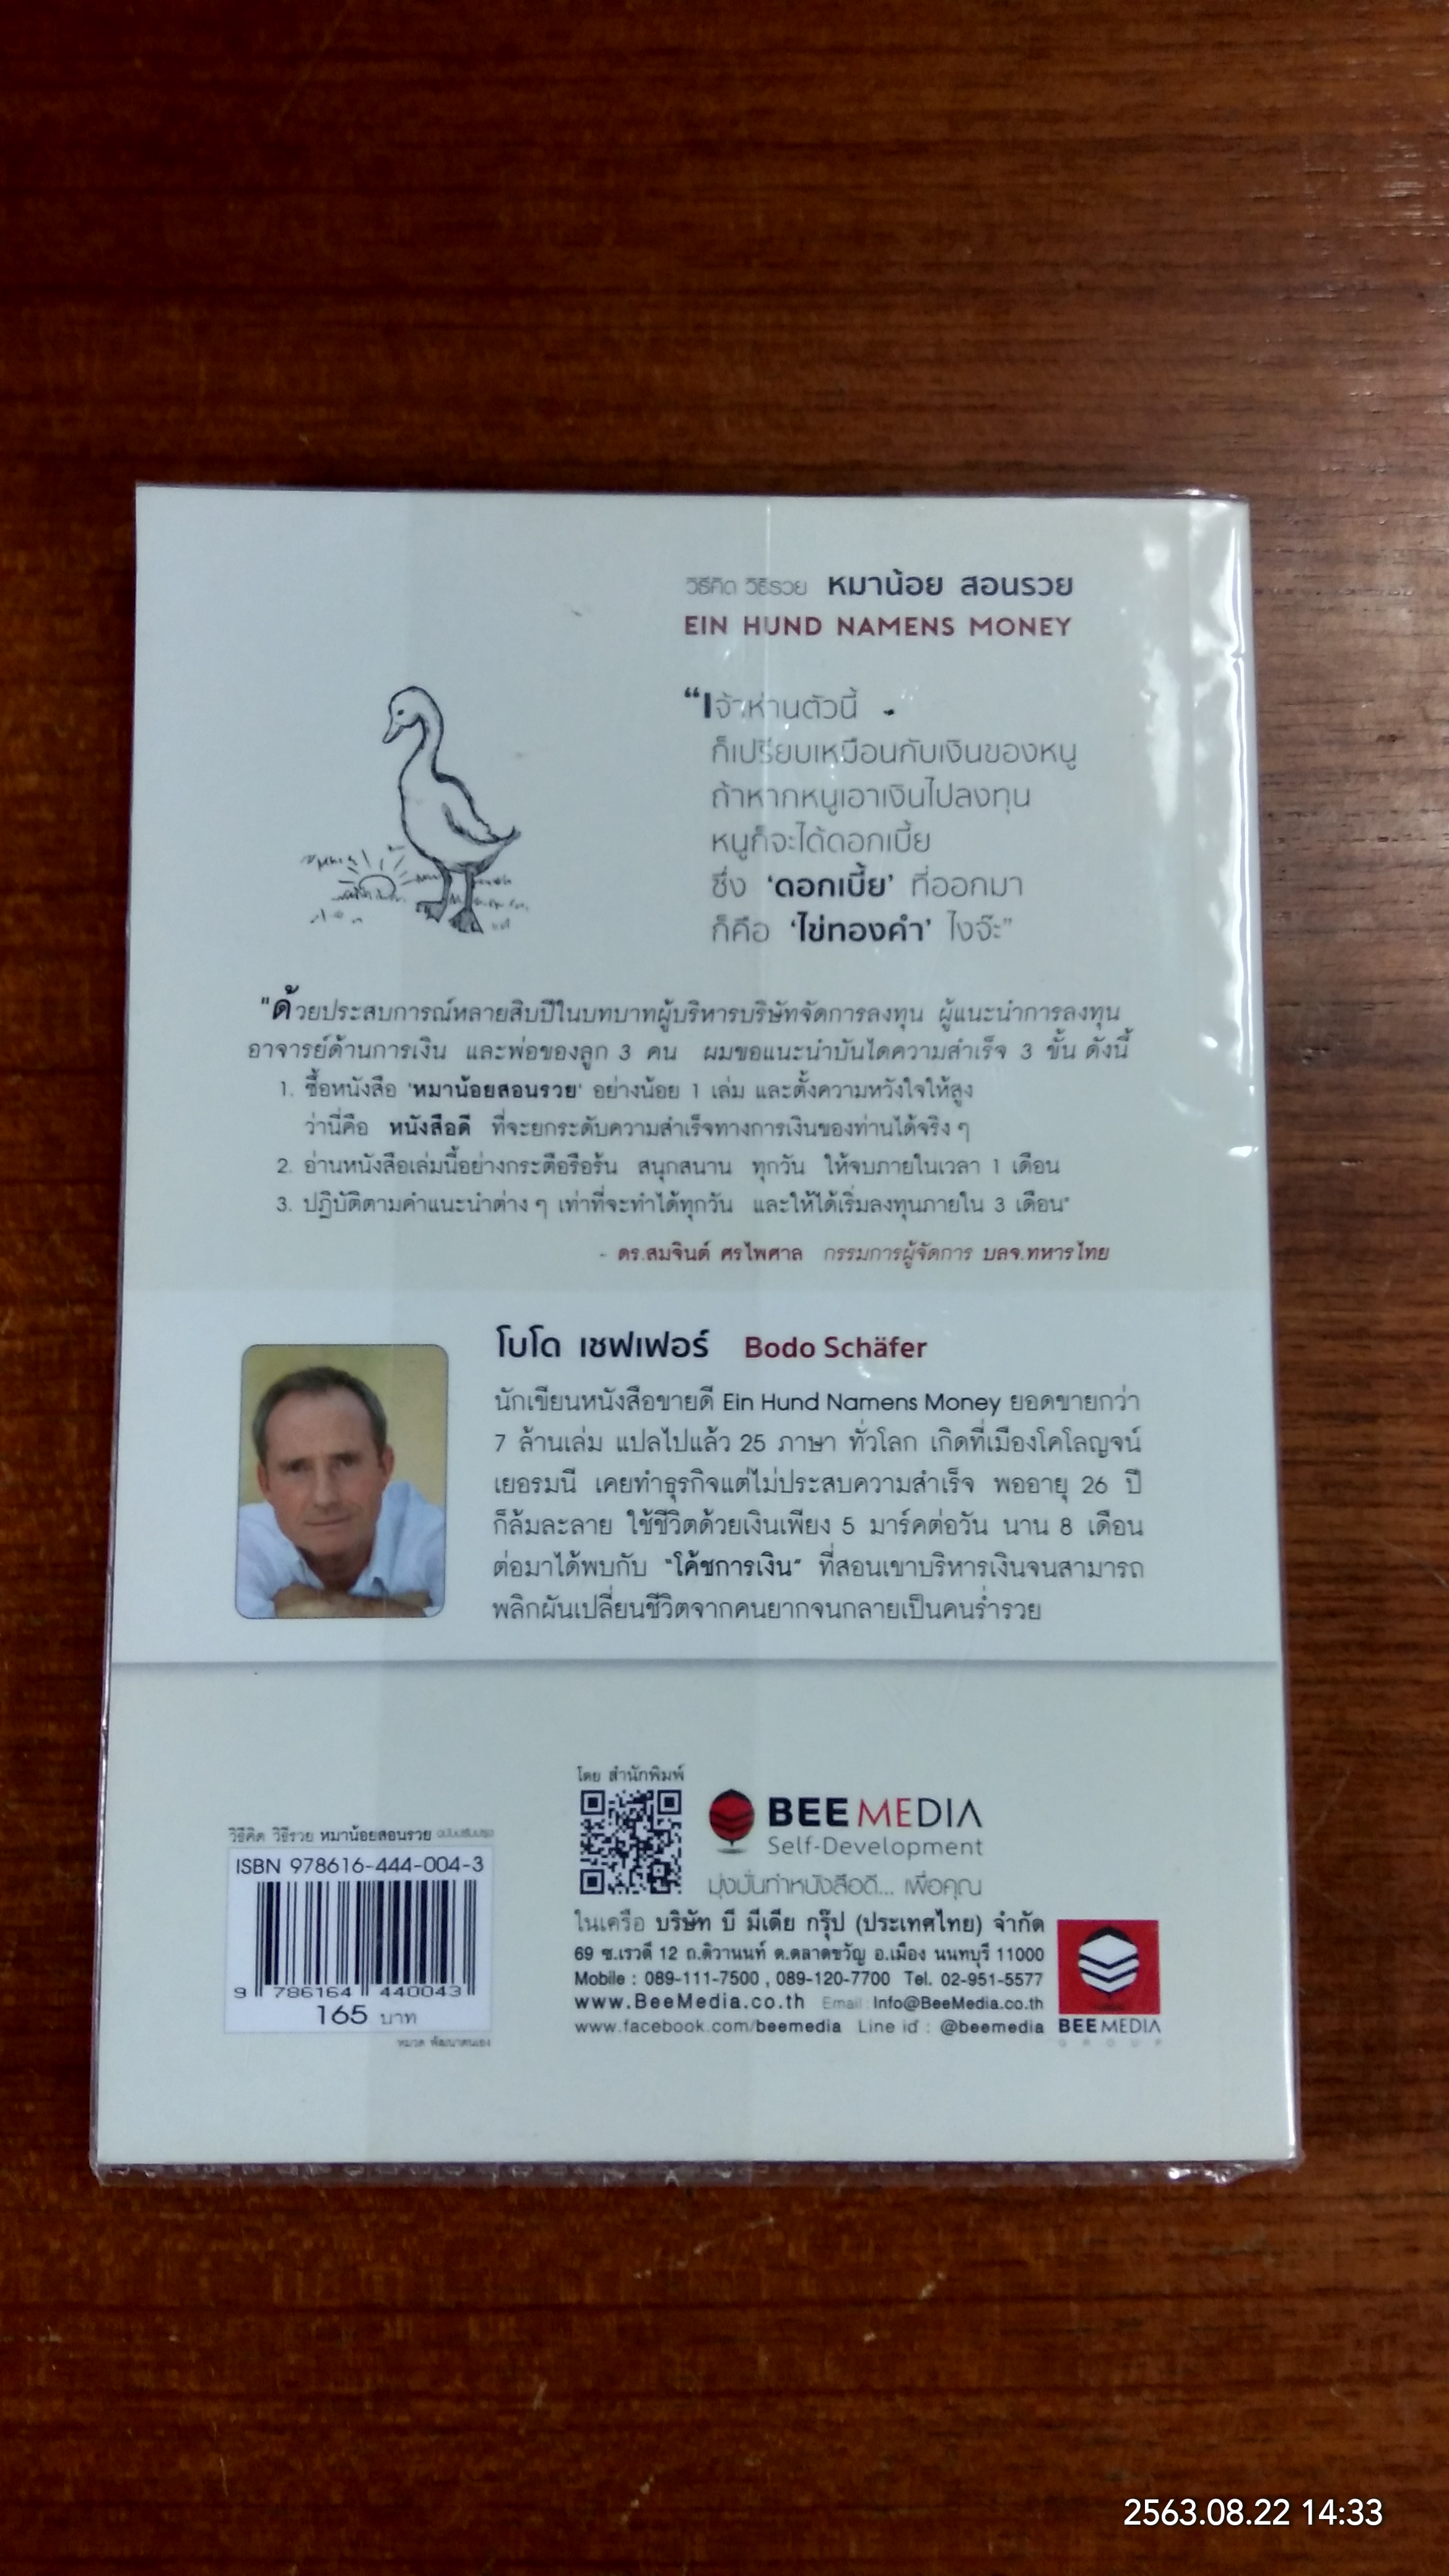 วิธีคิด วิธีรวย หมาน้อย สอนรวย
EIN HUND NAMENS MONEY
“เจ้าห่านตัวนี้
ก็เปรียบเหมือนกับเงินของหนู
ถ้าหากหนูเอาเงินไปลงทุน
หนูก็จะได้ดอกเบี้ย
ซึ่ง ‘ดอกเบี้ย’ ที่ออกมา
ก็คือ ‘ไข่ทองคำ’ ไงจ๊ะ”
"ด้วยประสบการณ์หลายสิบปีในบทบาทผู้บริหารบริษัทจัดการลงทุน ผู้แนะนำการลงทุน
อาจารย์ด้านการเงิน และพ่อของลูก 3 คน ผมขอแนะนำบันไดความสำเร็จ 3 ขั้น ดังนี้
1. ซื้อหนังสือ 'หมาน้อยสอนรวย' อย่างน้อย 1 เล่ม และตั้งความหวังใจให้สูง
ว่านี่คือ หนังสือดี ที่จะยกระดับความสำเร็จทางการเงินของท่านได้จริง ๆ
2. อ่านหนังสือเล่มนี้อย่างกระตือรือร้น สนุกสนาน ทุกวัน ให้จบภายในเวลา 1 เดือน
3. ปฏิบัติตามคำแนะนำต่าง ๆ เท่าที่จะทำได้ทุกวัน และให้ได้เริ่มลงทุนภายใน 3 เดือน"
- ดร.สมจินต์ ศรไพศาล กรรมการผู้จัดการ บลจ.ทหารไทย
โบโด เชฟเฟอร์ Bodo Schäfer
นักเขียนหนังสือขายดี Ein Hund Namens Money ยอดขายกว่า
7 ล้านเล่ม แปลไปแล้ว 25 ภาษา ทั่วโลก เกิดที่เมืองโคโลญจน์
เยอรมนี เคยทำธุรกิจแต่ไม่ประสบความสำเร็จ พออายุ 26 ปี
ก็ล้มละลาย ใช้ชีวิตด้วยเงินเพียง 5 มาร์คต่อวัน นาน 8 เดือน
ต่อมาได้พบกับ "โค้ชการเงิน" ที่สอนเขาบริหารเงินจนสามารถ
พลิกผันเปลี่ยนชีวิตจากคนยากจนกลายเป็นคนร่ำรวย
วิธีคิด วิธีรวย หมาน้อยสอนรวย
ISBN 978616-444-004-3
9 786164 440043
165 บาท
หมวด พัฒนาตนเอง
โดย สำนักพิมพ์
BEE MEDIA
Self-Development
มุ่งมั่นทำหนังสือดี... เพื่อคุณ
ในเครือ บริษัท บี มีเดีย กรุ๊ป (ประเทศไทย) จำกัด
69 ซ.เรวดี 12 ถ.ติวานนท์ ต.ตลาดขวัญ อ.เมือง นนทบุรี 11000
Mobile : 089-111-7500 , 089-120-7700 Tel. 02-951-5577
www.BeeMedia.co.th Email : Info@BeeMedia.co.th
www.facebook.com/beemedia Line id : @beemedia
BEE MEDIA
GROUP
2563.08.22 14:33